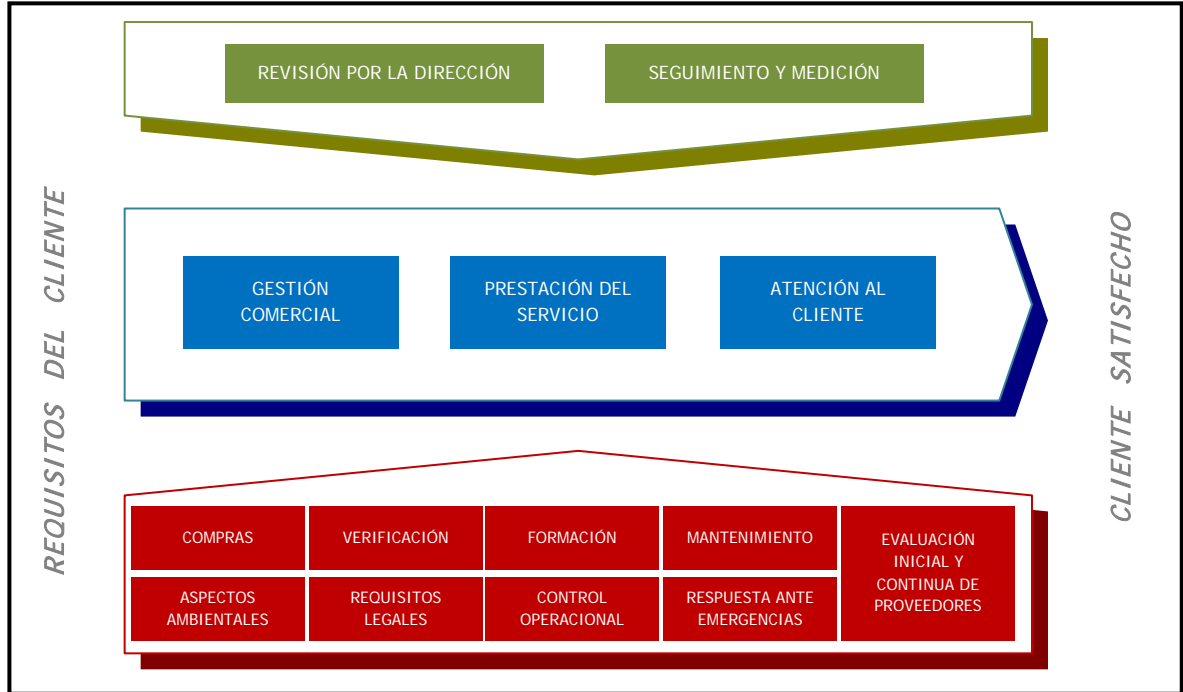 REVISIÓN POR LA DIRECCIÓN
SEGUIMIENTO Y MEDICIÓN
REQUISITOS DEL CLIENTE
GESTIÓN
COMERCIAL
PRESTACIÓN DEL
SERVICIO
ATENCIÓN AL
CLIENTE
CLIENTE SATISFECHO
COMPRAS
VERIFICACIÓN
FORMACIÓN
MANTENIMIENTO
EVALUACIÓN
INICIAL Y
CONTINUA DE
PROVEEDORES
ASPECTOS
AMBIENTALES
REQUISITOS
LEGALES
CONTROL
OPERACIONAL
RESPUESTA ANTE
EMERGENCIAS